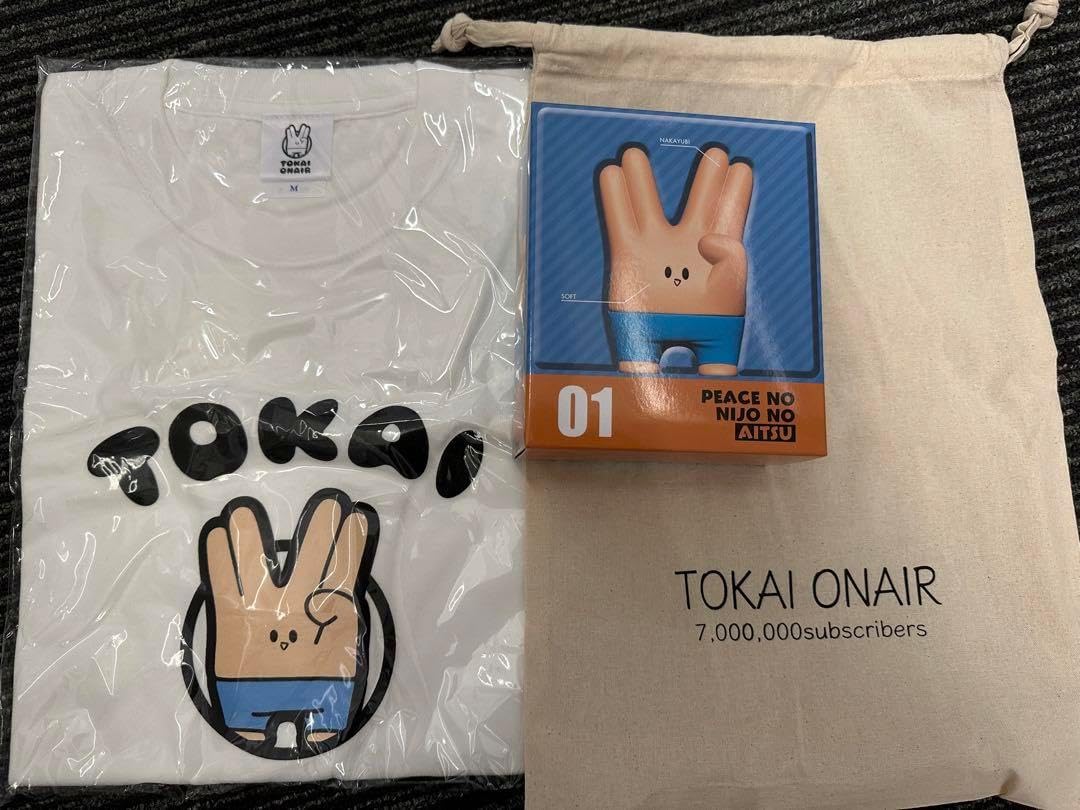 TOKAI
ONAIR
M
TOKAI
NAKAYUBI
SOFT
01
PEACE NO
NIJO NO
AITSU
TOKAI ONAIR
7,000,000subscribers